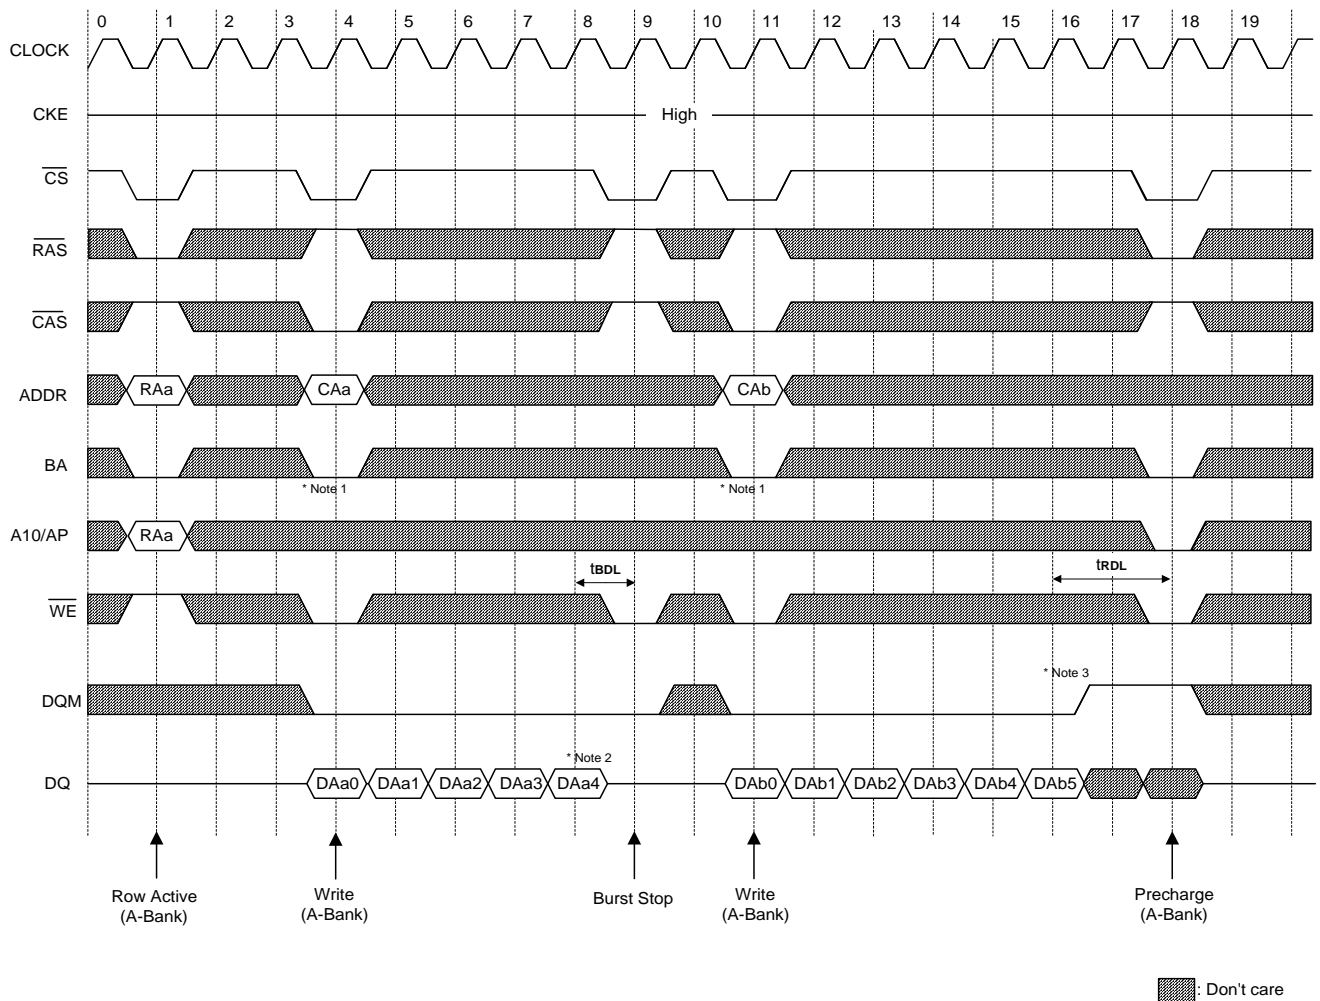 0 1 2 3 4 5 6 7 8 9 10 11 12 13 14 15 16 17 18 19
CLOCK
CKE High
CS
RAS
CAS
ADDR RAa CAa CAb
BA
* Note 1 * Note 1
A10/AP RAa
tBDL tRDL
WE
* Note 3
DQM
* Note 2
DQ DAa0 DAa1 DAa2 DAa3 DAa4 DAb0 DAb1 DAb2 DAb3 DAb4 DAb5
Row Active Write Burst Stop Write Precharge
(A-Bank) (A-Bank) (A-Bank) (A-Bank)
: Don't care